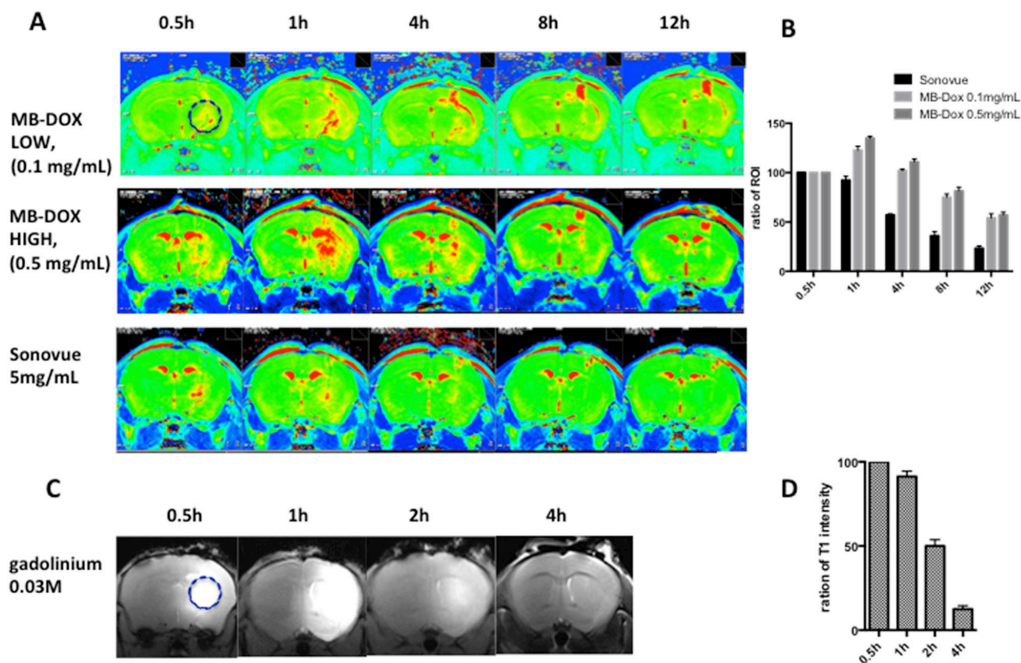 A
0.5h 1h 4h 8h 12h
MB-DOX
LOW,
(0.1 mg/mL)
MB-DOX
HIGH,
(0.5 mg/mL)
Sonovue
5mg/mL
B
Sonovue
MB-Dox 0.1mg/mL
MB-Dox 0.5mg/mL
150
100
50
0
ratio of ROI
0.5h 1h 4h 8h 12h
C
0.5h 1h 2h 4h
gadolinium
0.03M
D
100
50
0
ration of T1 intensity
0.5h 1h 2h 4h